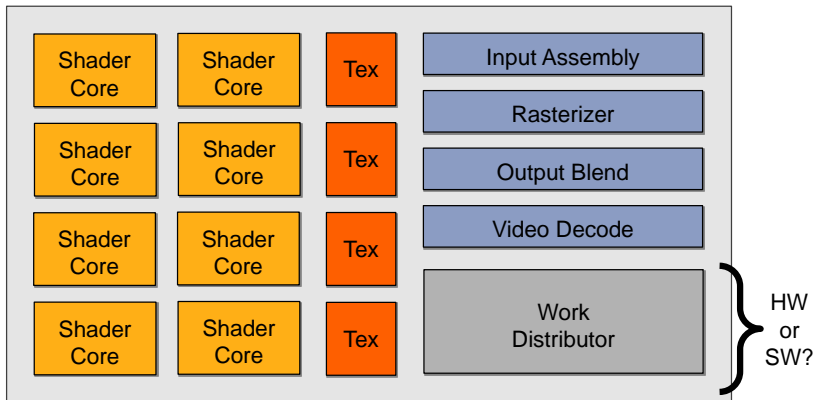 Shader
Core
Shader
Core
Tex
Input Assembly
Rasterizer
Shader
Core
Shader
Core
Tex
Output Blend
Video Decode
Shader
Core
Shader
Core
Tex
Shader
Core
Shader
Core
Tex
Work
Distributor
HW
or
SW?